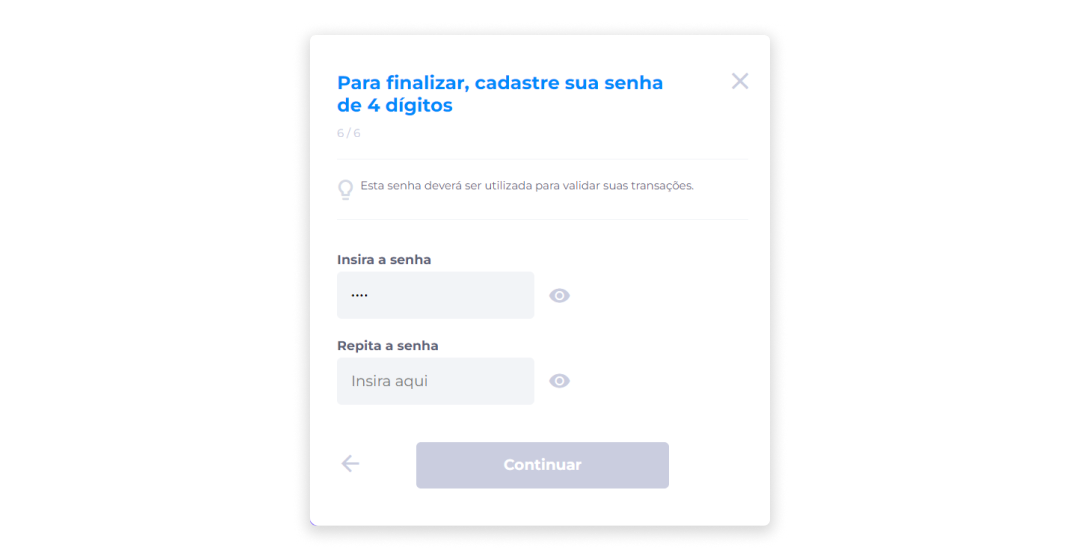 Para finalizar, cadastre sua senha
de 4 dígitos
6 / 6
Esta senha deverá ser utilizada para validar suas transações.
Insira a senha
••••
Repita a senha
Insira aqui
Continuar